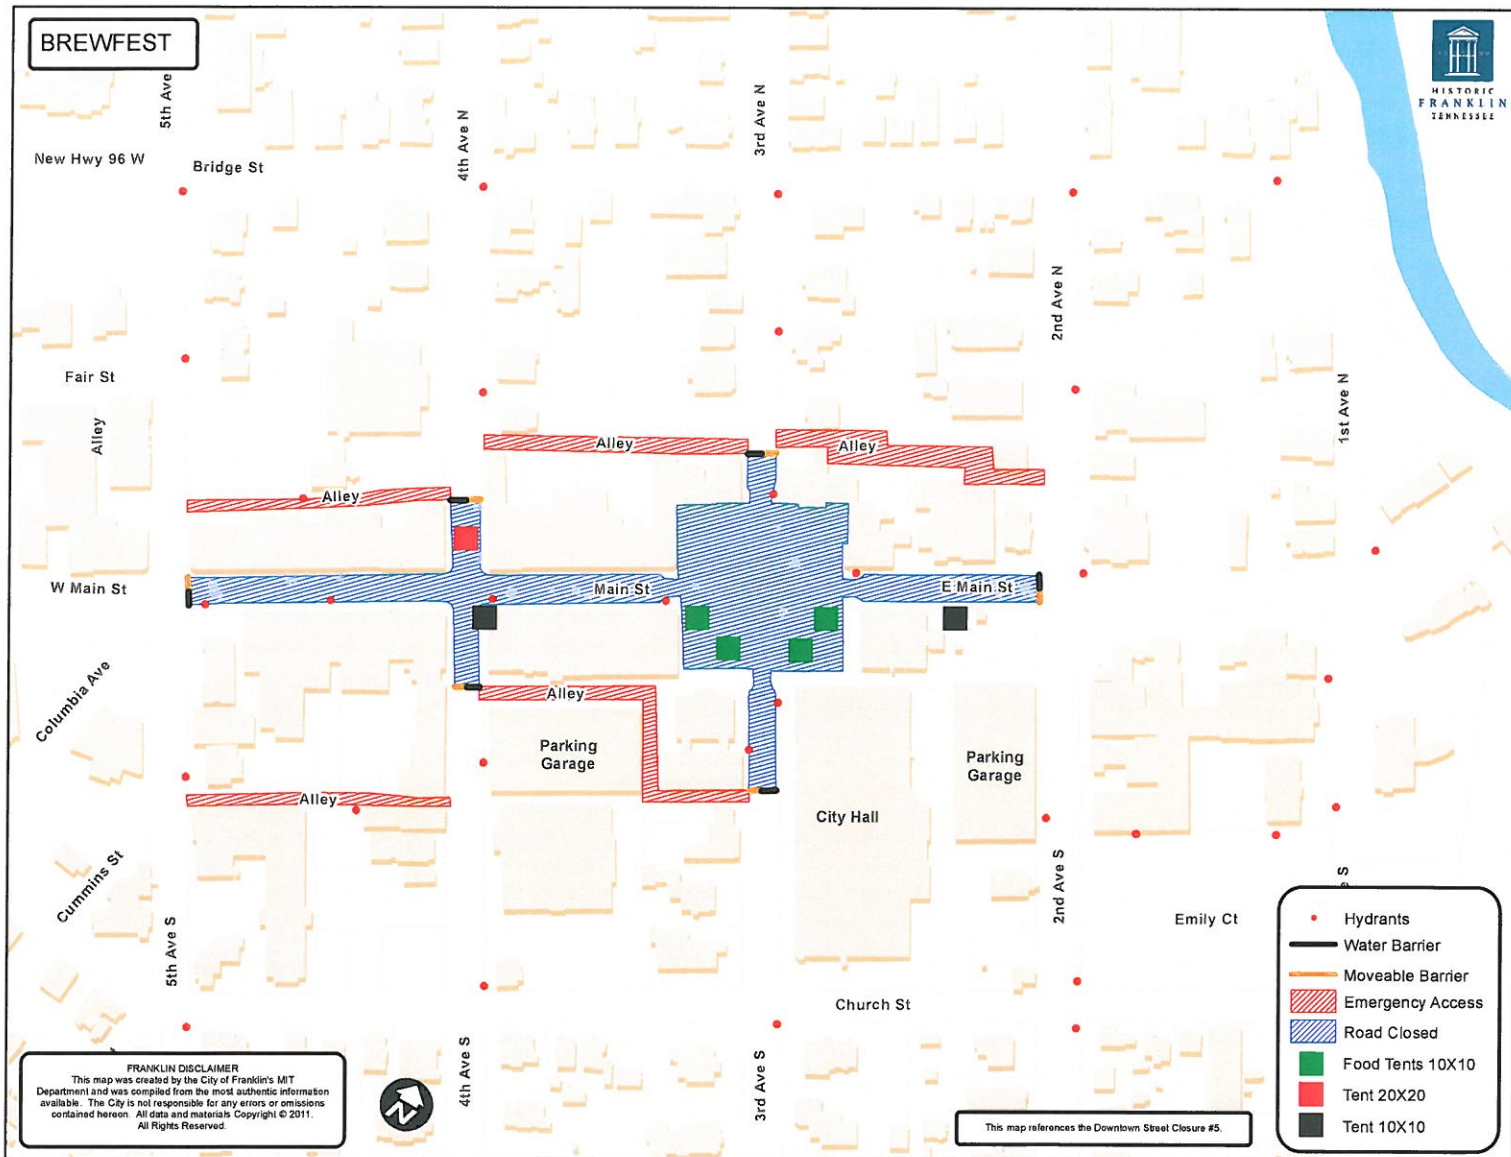 BREWFEST
HISTORIC
FRANKLIN
TENNESSEE
5th Ave
4th Ave N
3rd Ave N
New Hwy 96 W
Bridge St
2nd Ave N
Fair St
Alley
1st Ave N
Alley
Alley
Alley
W Main St
Main St
E Main St
Columbia Ave
Alley
Parking
Garage
Parking
Garage
Alley
City Hall
Cummins St
5th Ave S
2nd Ave S
Emily Ct
e S
Church St
4th Ave S
3rd Ave S
Hydrants
Water Barrier
Moveable Barrier
Emergency Access
Road Closed
Food Tents 10X10
Tent 20X20
Tent 10X10
FRANKLIN DISCLAIMER
This map was created by the City of Franklin's MIT
Department and was compiled from the most authentic information
available. The City is not responsible for any errors or omissions
contained hereon. All data and materials Copyright © 2011.
All Rights Reserved.
N
This map references the Downtown Street Closure #5.